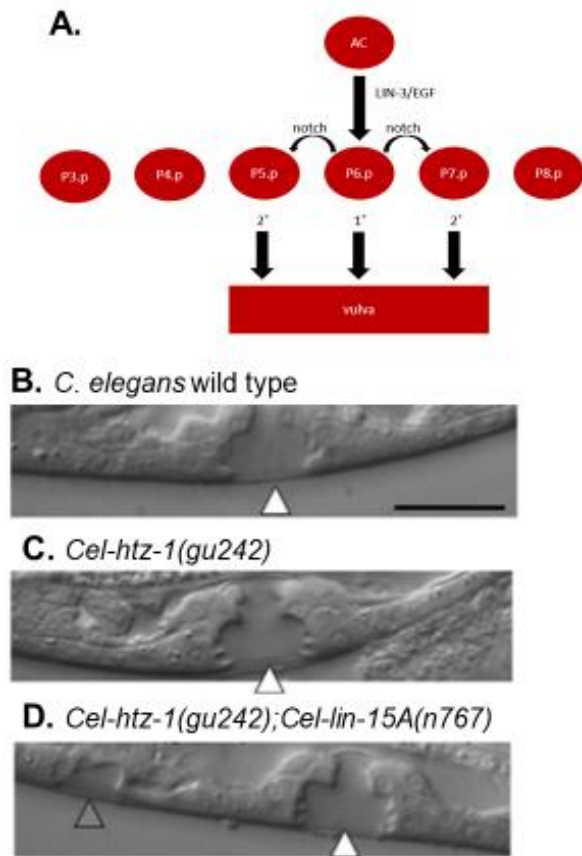 A.
AC
LIN-3/EGF
notch notch
P3.p P4.p P5.p P6.p P7.p P8.p
2° 1° 2°
vulva
B. C. elegans wild type
C. Cel-htz-1(gu242)
D. Cel-htz-1(gu242);Cel-lin-15A(n767)